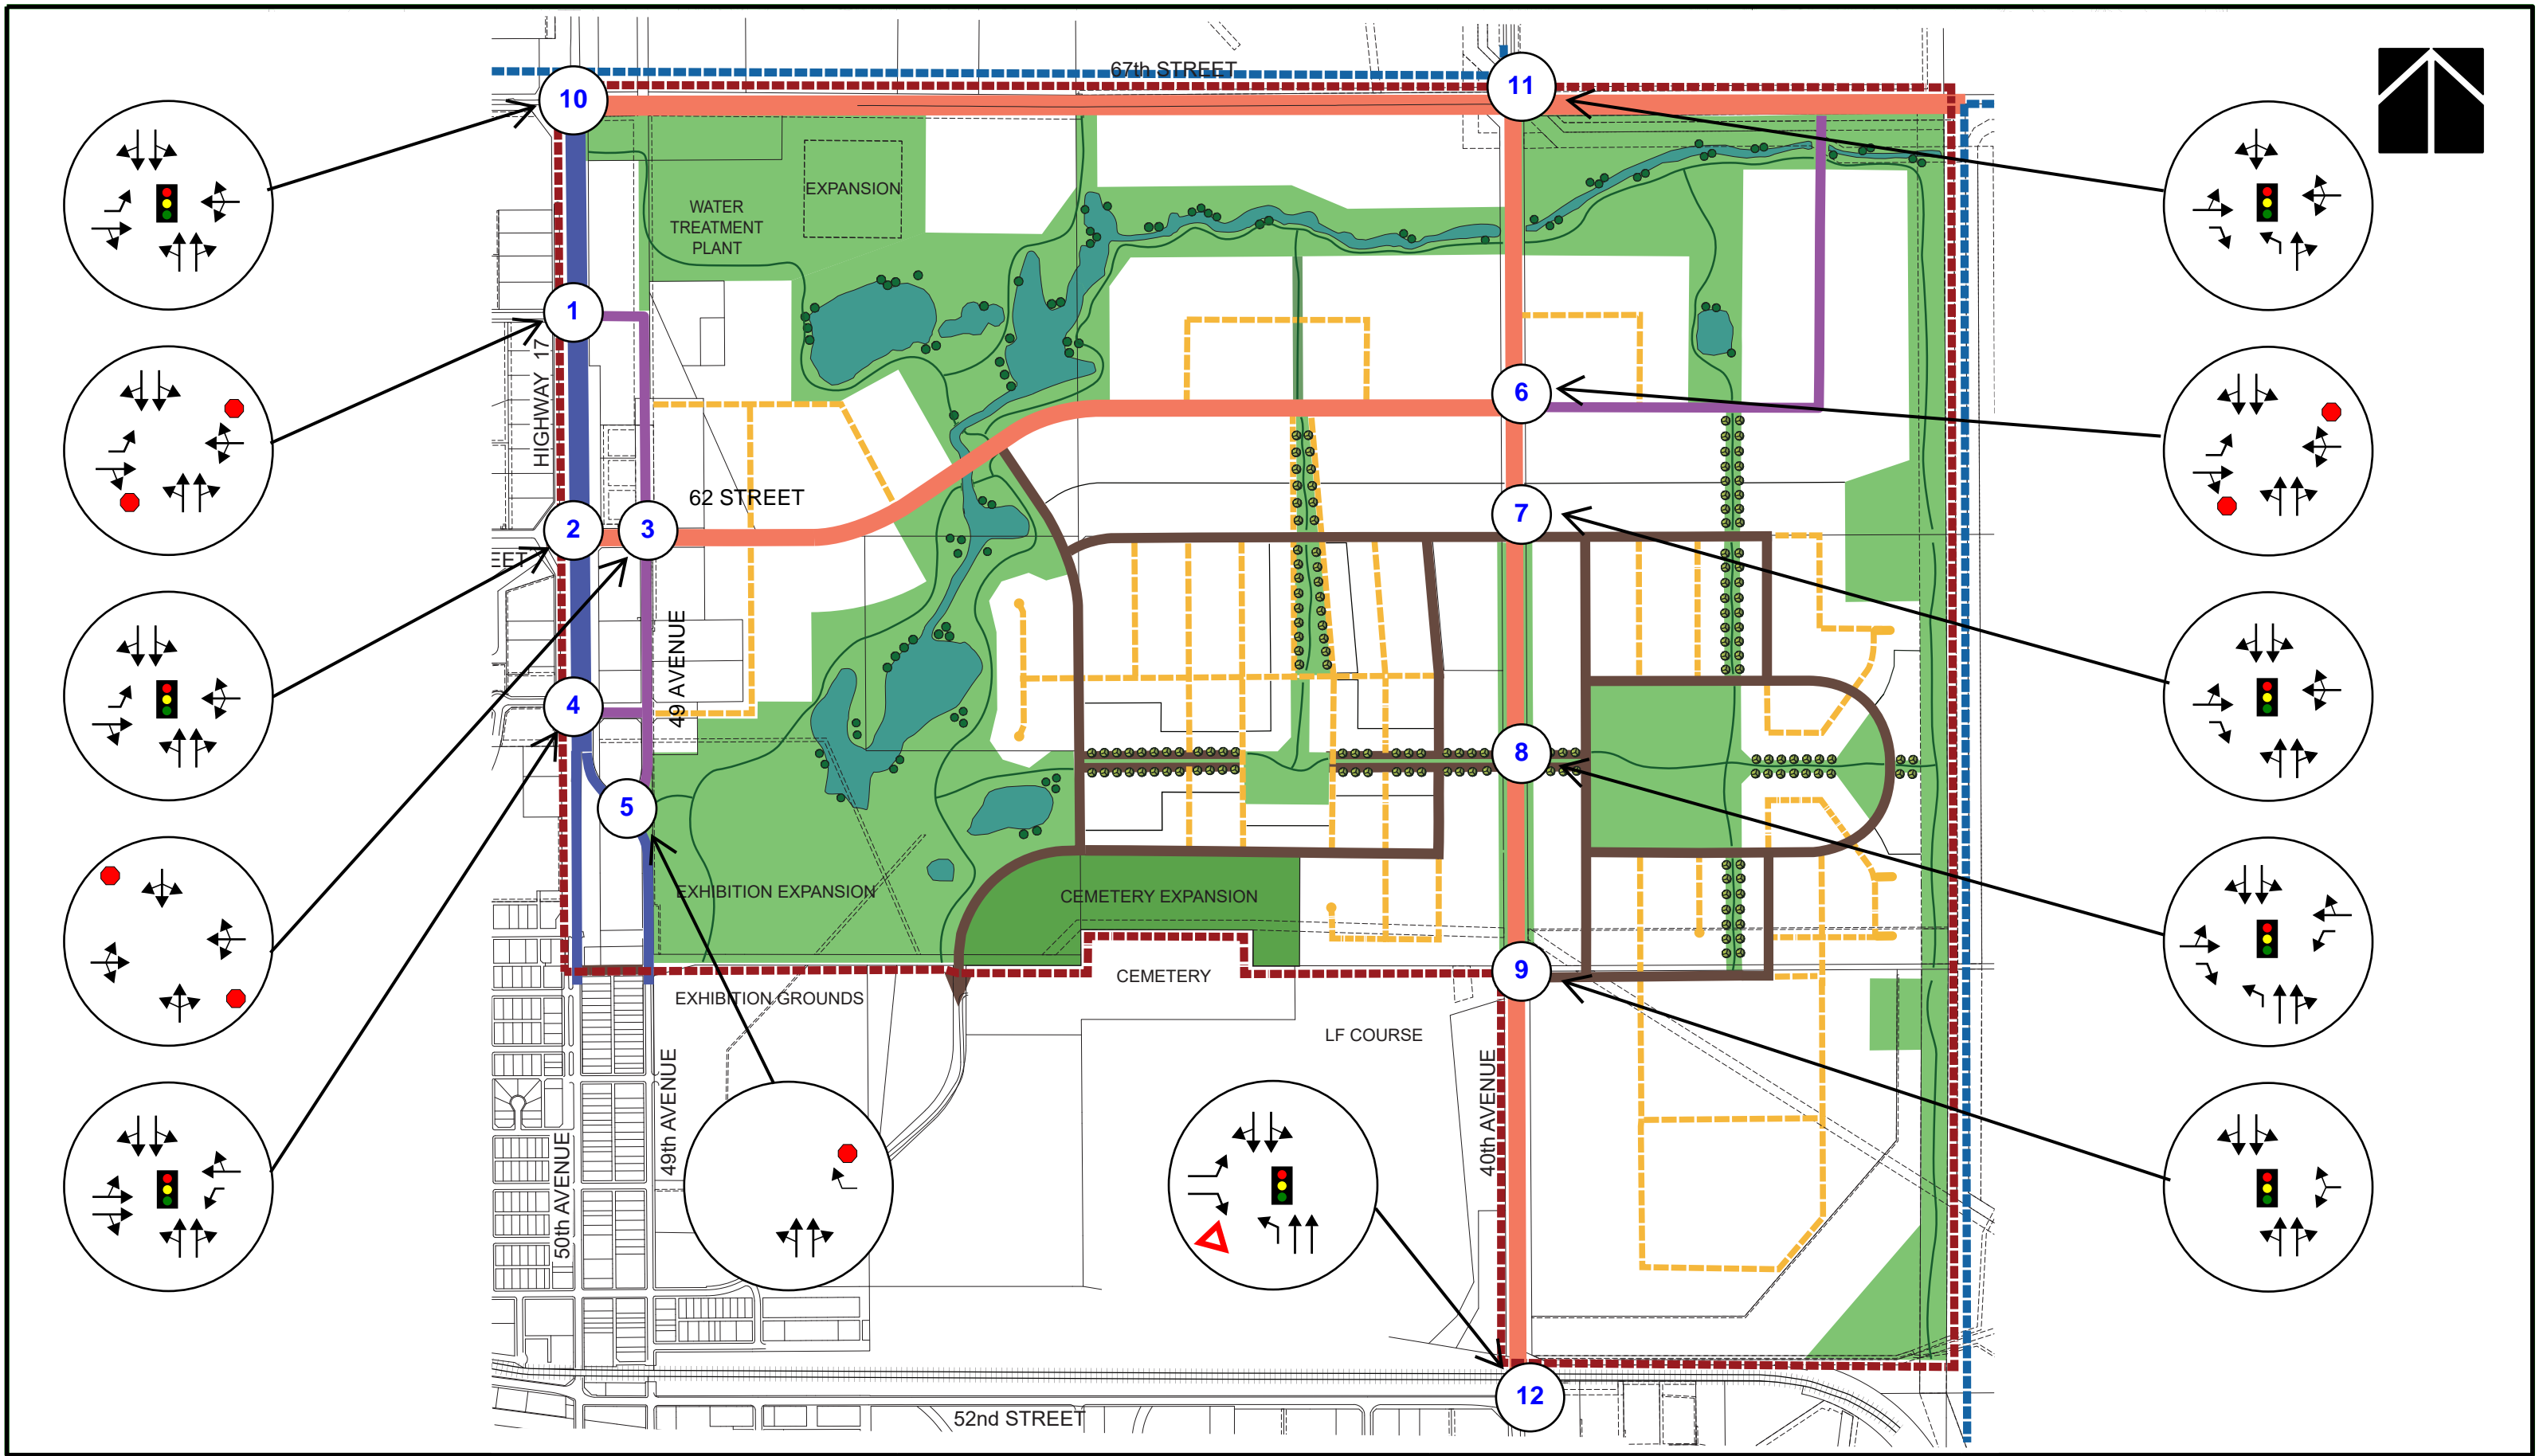 67th STREET
10
11
EXPANSION
WATER
TREATMENT
PLANT
1
HIGHWAY 17
6
62 STREET
7
2
3
EET
49 AVENUE
4
8
5
EXHIBITION EXPANSION
CEMETERY EXPANSION
9
CEMETERY
EXHIBITION GROUNDS
LF COURSE
49th AVENUE
40th AVENUE
50th AVENUE
12
52nd STREET